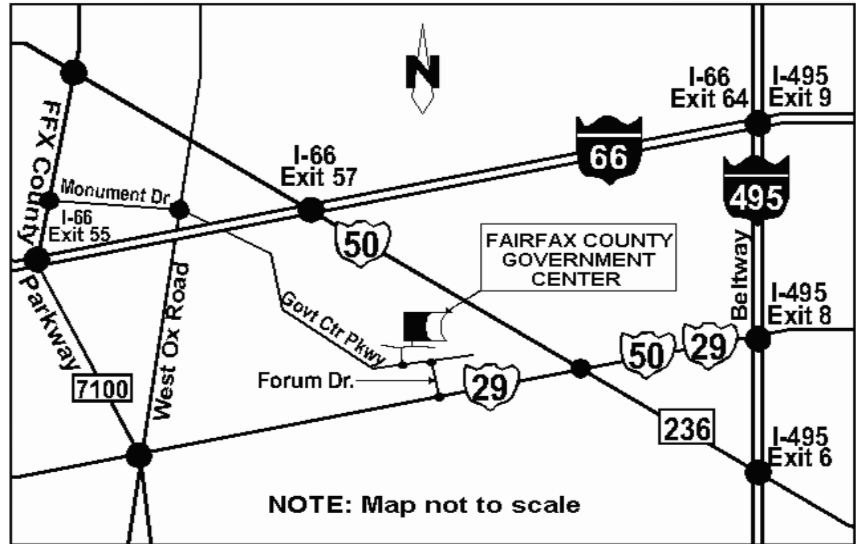 N
I-66
Exit 64
I-495
Exit 9
66
FFX County
Parkway
I-66
Exit 57
495
Monument Dr.
I-66
Exit 55
50
FAIRFAX COUNTY
GOVERNMENT
CENTER
Beltway
I-495
Exit 8
Govt Ctr Pkwy
West Ox Road
50
29
7100
Forum Dr.
29
236
I-495
Exit 6
NOTE: Map not to scale